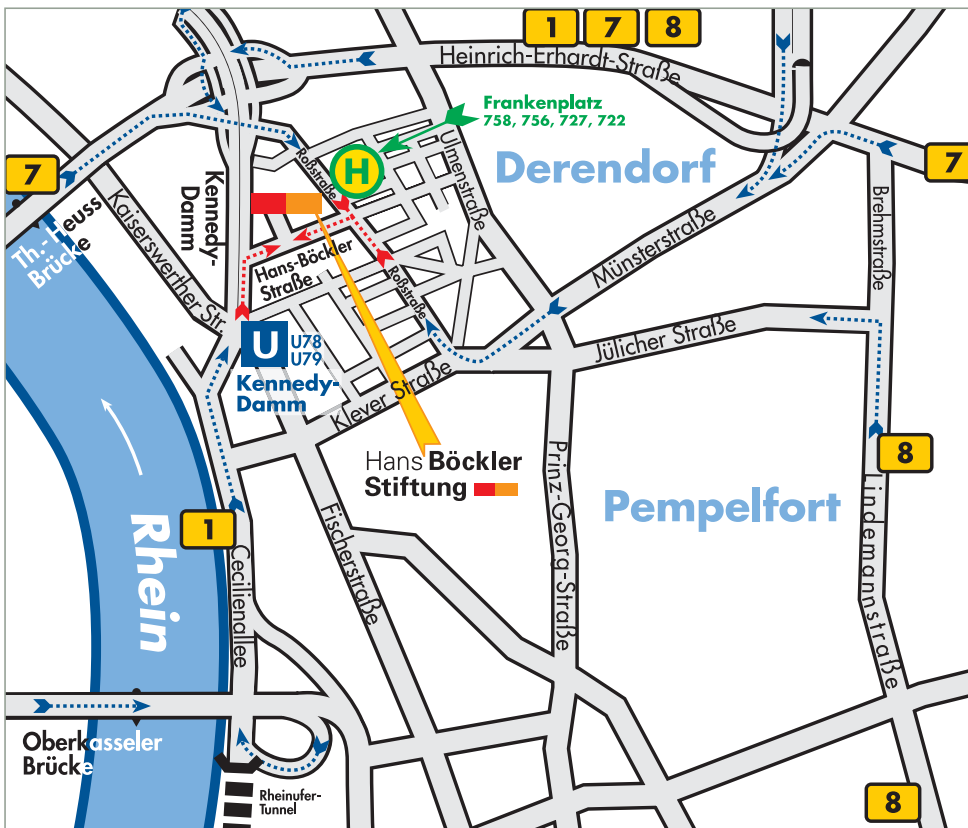 1
7
8
Heinrich-Erhardt-Straße
Frankenplatz
758, 756, 727, 722
Derendorf
7
7
H
Roßstraße
Ulmenstraße
Kennedy-
Damm
Kaiserswerther Str.
Th.-Heuss
Brücke
Hans-Böckler
Straße
Roßstraße
Münsterstraße
Brehmstraße
U
U78
U79
Kennedy-
Damm
Jülicher Straße
Klever Straße
Hans Böckler
Stiftung
8
Prinz-Georg-Straße
Pempelfort
Lindemannstraße
1
Rhein
Cecilienallee
Fischerstraße
Oberkasseler
Brücke
Rheinufer-
Tunnel
8